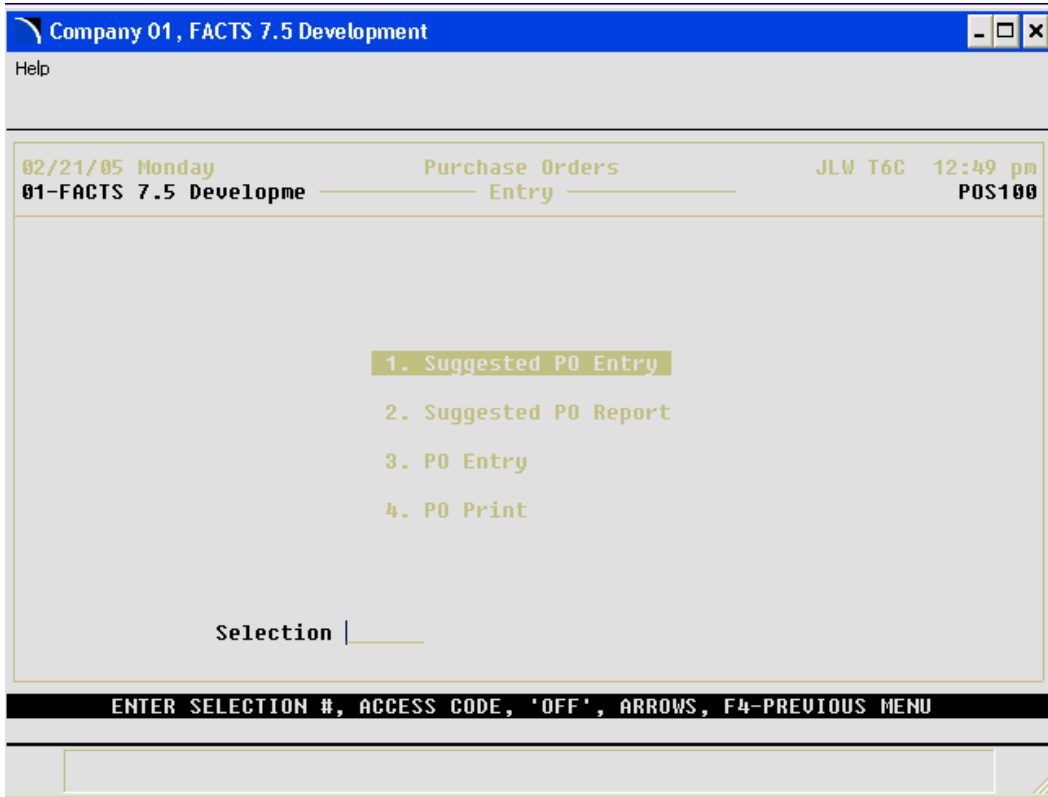 Company 01, FACTS 7.5 Development
Help
02/21/05 Monday Purchase Orders JLW T6C 12:49 pm
01-FACTS 7.5 Developme Entry POS100
1. Suggested PO Entry
2. Suggested PO Report
3. PO Entry
4. PO Print
Selection
ENTER SELECTION #, ACCESS CODE, 'OFF', ARROWS, F4-PREVIOUS MENU